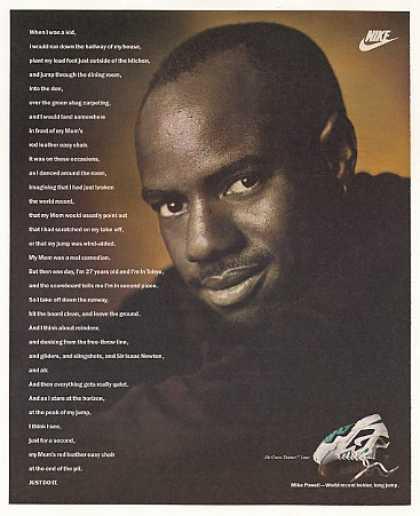 When I was a kid,
I would run down the hallway of my house,
plant my lead foot just outside of the kitchen,
and jump through the dining room,
into the den,
over the green shag carpeting,
and I would land somewhere
in front of my Mom's
red leather easy chair.
It was on these occasions,
as I danced around the room,
imagining that I had just broken
the world record,
that my Mom would usually point out
that I had scratched on my take off,
or that my jump was wind-aided.
My Mom was a real comedian.
But then one day, I'm 27 years old and I'm in Tokyo,
and the scoreboard tells me I'm in second place.
So I take off down the runway,
hit the board clean, and leave the ground.
And I think about reindeer,
and dunking from the free-throw line,
and gliders, and slingshots, and Sir Isaac Newton,
and air.
And then everything gets really quiet.
And as I stare at the horizon,
at the peak of my jump,
I think I see,
just for a second,
my Mom's red leather easy chair
at the end of the pit.
JUST DO IT.
NIKE
Air Cross Trainer™ Low
Mike Powell—World record holder, long jump.